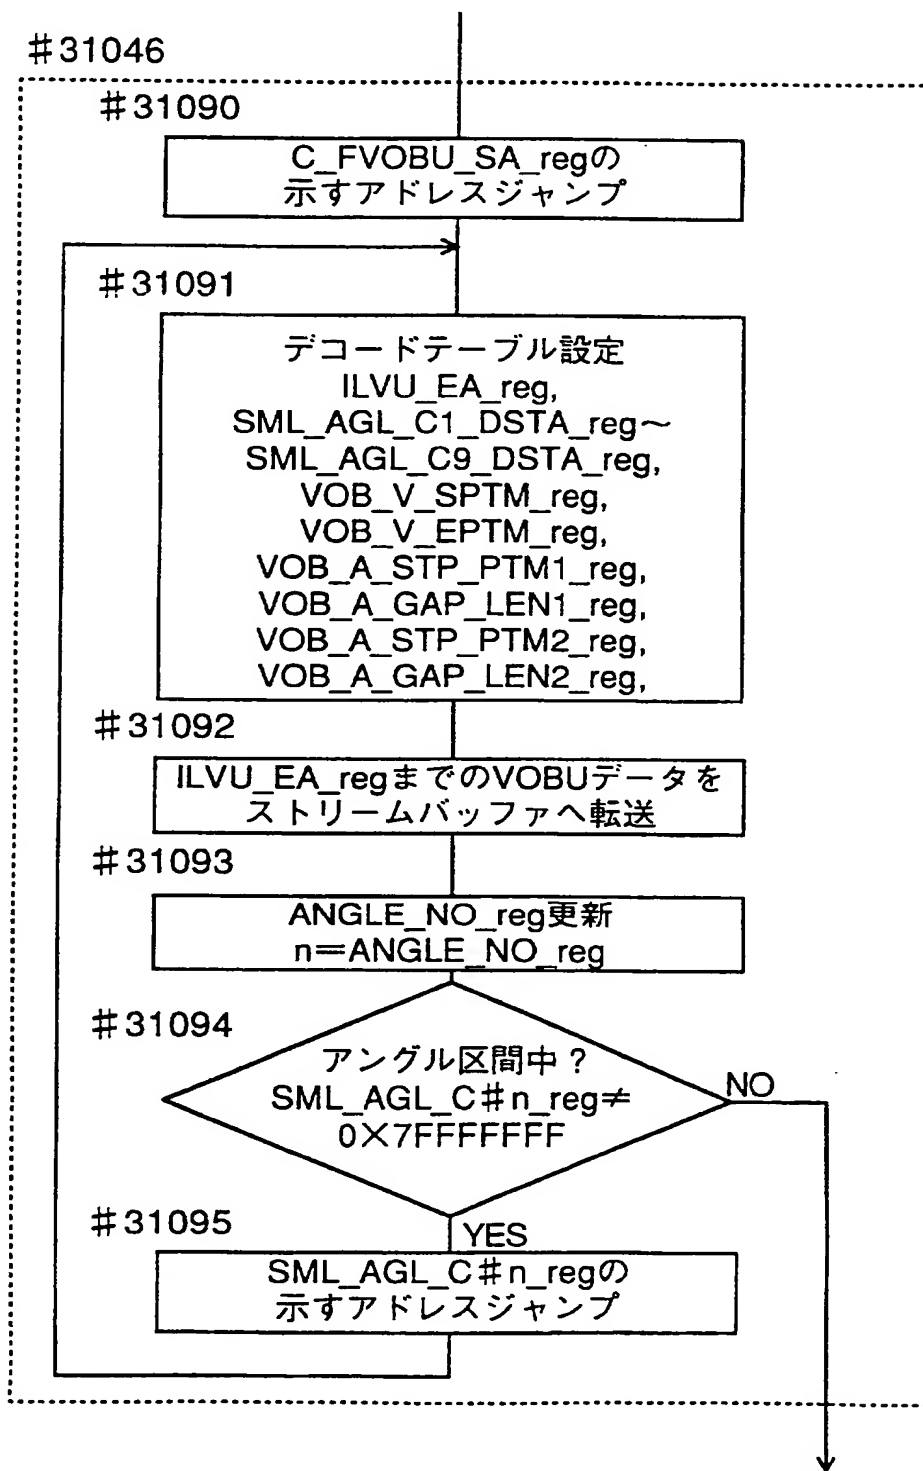 #31046
#31090
C_FVOBU_SA_regの
示すアドレスジャンプ
#31091
デコードテーブル設定
ILVU_EA_reg,
SML_AGL_C1_DSTA_reg～
SML_AGL_C9_DSTA_reg,
VOB_V_SPTM_reg,
VOB_V_EPTM_reg,
VOB_A_STP_PTM1_reg,
VOB_A_GAP_LEN1_reg,
VOB_A_STP_PTM2_reg,
VOB_A_GAP_LEN2_reg,
#31092
ILVU_EA_regまでのVOBUデータを
ストリームバッファへ転送
#31093
ANGLE_NO_reg更新
n＝ANGLE_NO_reg
#31094
アングル区間中？
SML_AGL_C#n_reg≠
0×7FFFFFFF
NO
#31095
YES
SML_AGL_C#n_regの
示すアドレスジャンプ